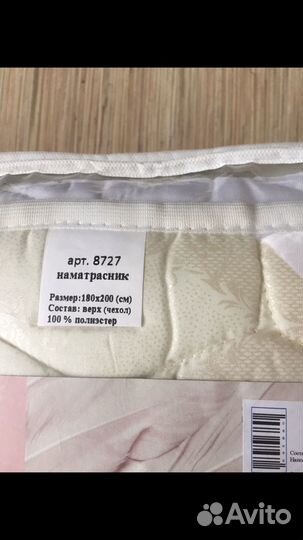 арт. 8727
наматрасник
Размер:180х200 (см)
Состав: верх (чехол)
100 % полиэстер
Avito